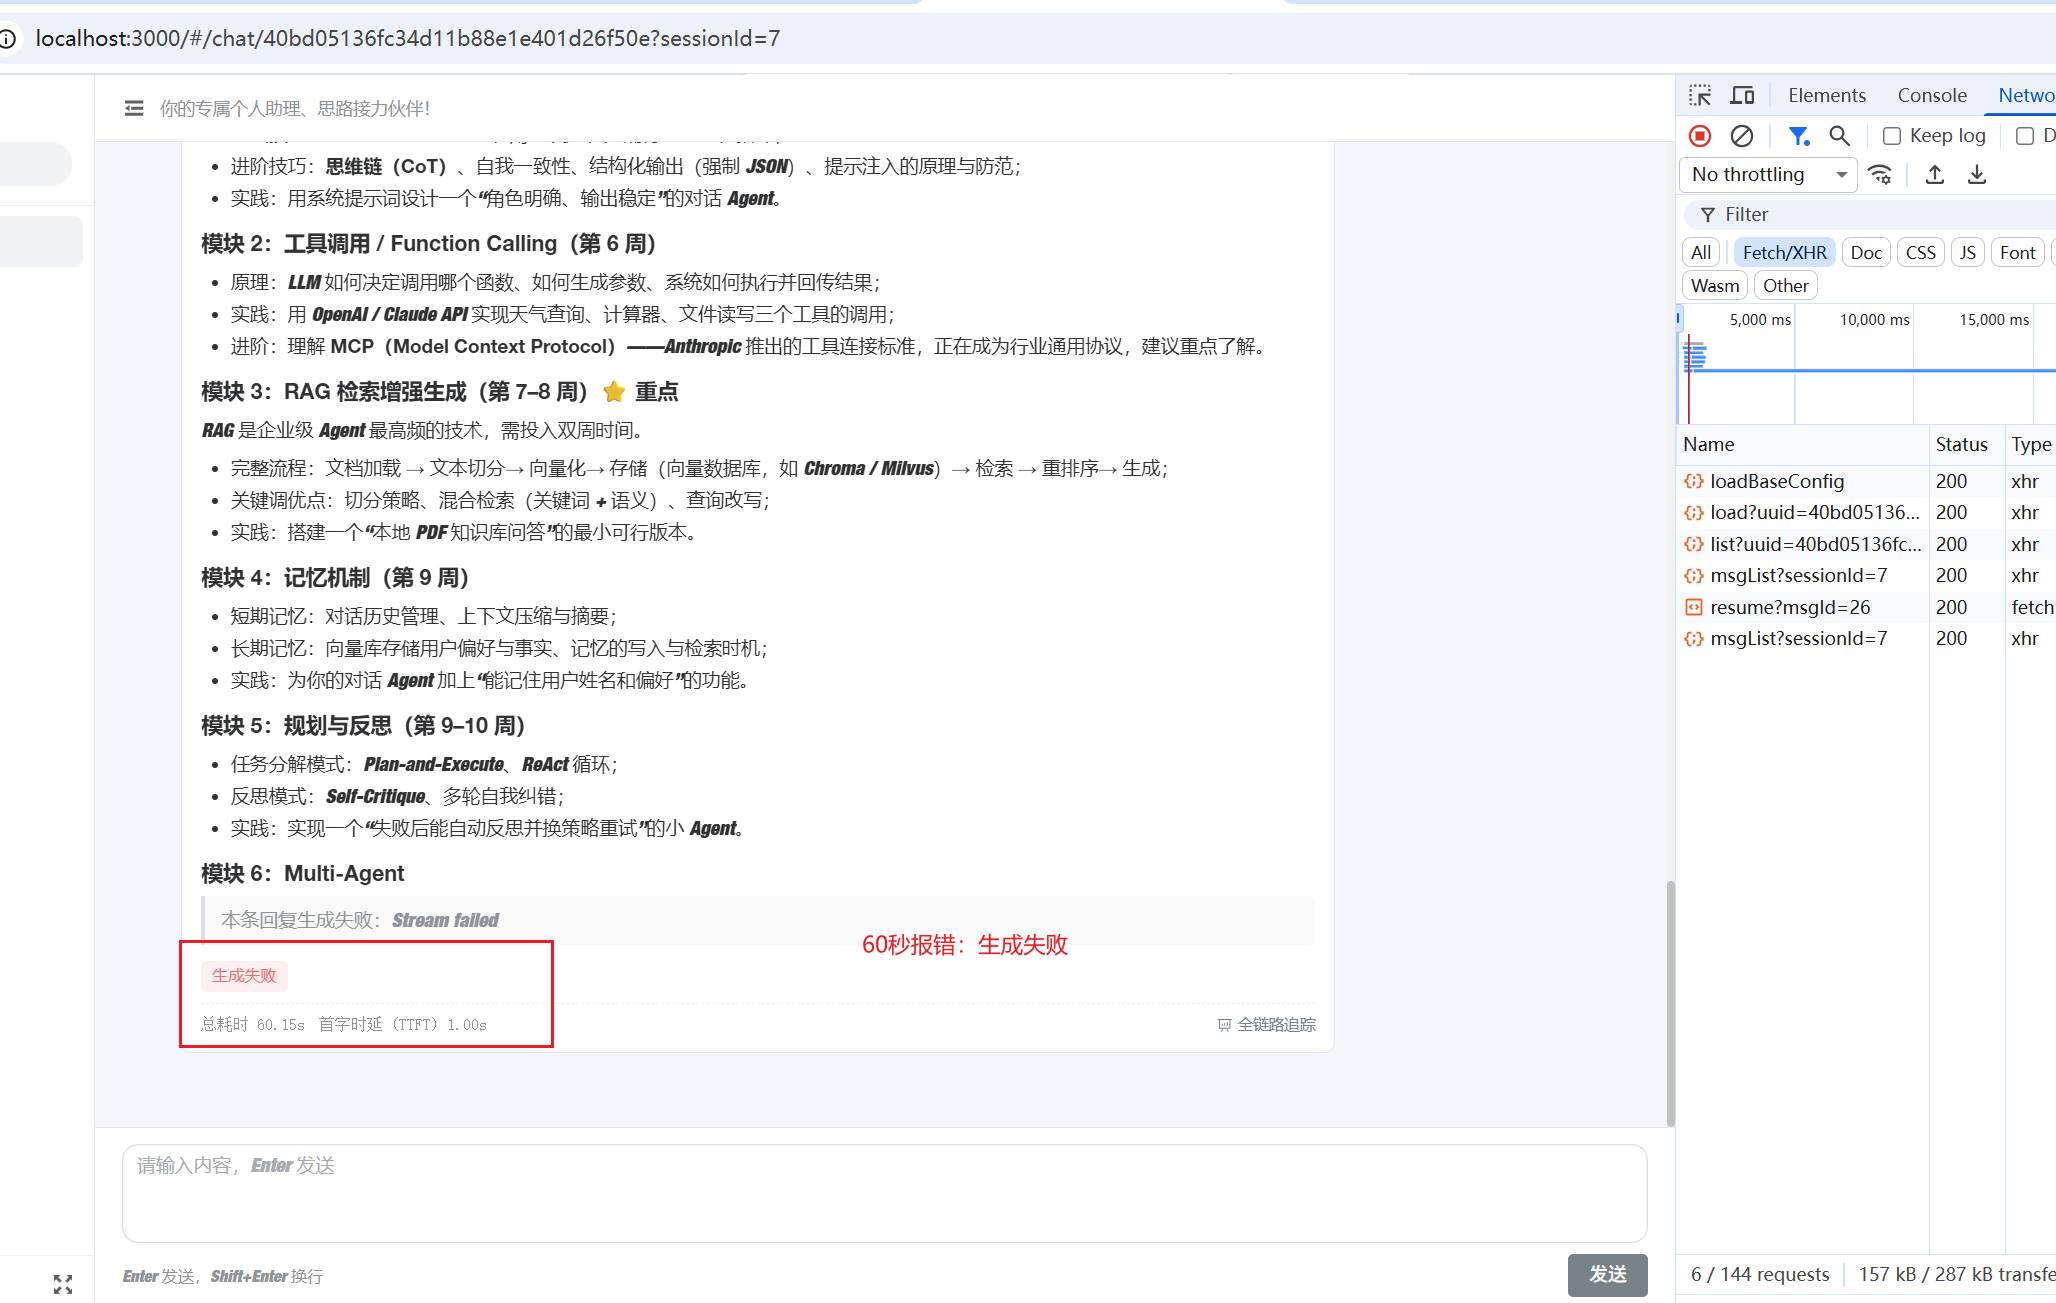 localhost:3000/#/chat/40bd05136fc34d11b88e1e401d26f50e?sessionId=7
你的专属个人助理、思路接力伙伴！
进阶技巧：思维链（CoT）、自我一致性、结构化输出（强制 JSON）、提示注入的原理与防范；
实践：用系统提示词设计一个“角色明确、输出稳定”的对话 Agent。
模块 2：工具调用 / Function Calling（第 6 周）
原理：LLM 如何决定调用哪个函数、如何生成参数、系统如何执行并回传结果；
实践：用 OpenAI / Claude API 实现天气查询、计算器、文件读写三个工具的调用；
进阶：理解 MCP（Model Context Protocol）——Anthropic 推出的工具连接标准，正在成为行业通用协议，建议重点了解。
模块 3：RAG 检索增强生成（第 7–8 周）⭐ 重点
RAG 是企业级 Agent 最高频的技术，需投入双周时间。
完整流程：文档加载 → 文本切分→ 向量化→ 存储（向量数据库，如 Chroma / Milvus）→ 检索 → 重排序→ 生成；
关键调优点：切分策略、混合检索（关键词 + 语义）、查询改写；
实践：搭建一个“本地 PDF 知识库问答”的最小可行版本。
模块 4：记忆机制（第 9 周）
短期记忆：对话历史管理、上下文压缩与摘要；
长期记忆：向量库存储用户偏好与事实、记忆的写入与检索时机；
实践：为你的对话 Agent 加上“能记住用户姓名和偏好”的功能。
模块 5：规划与反思（第 9–10 周）
任务分解模式：Plan-and-Execute、ReAct 循环；
反思模式：Self-Critique、多轮自我纠错；
实践：实现一个“失败后能自动反思并换策略重试”的小 Agent。
模块 6：Multi-Agent
本条回复生成失败：Stream failed
60秒报错：生成失败
生成失败
总耗时 60.15s 首字时延（TTFT）1.00s
全链路追踪
请输入内容，Enter 发送
Enter 发送，Shift+Enter 换行
发送
Elements Console Netwo
Keep log D
No throttling
Filter
All Fetch/XHR Doc CSS JS Font
Wasm Other
5,000 ms 10,000 ms 15,000 ms
Name Status Type
loadBaseConfig 200 xhr
load?uuid=40bd05136... 200 xhr
list?uuid=40bd05136fc... 200 xhr
msgList?sessionId=7 200 xhr
resume?msgId=26 200 fetch
msgList?sessionId=7 200 xhr
6 / 144 requests 157 kB / 287 kB transfe